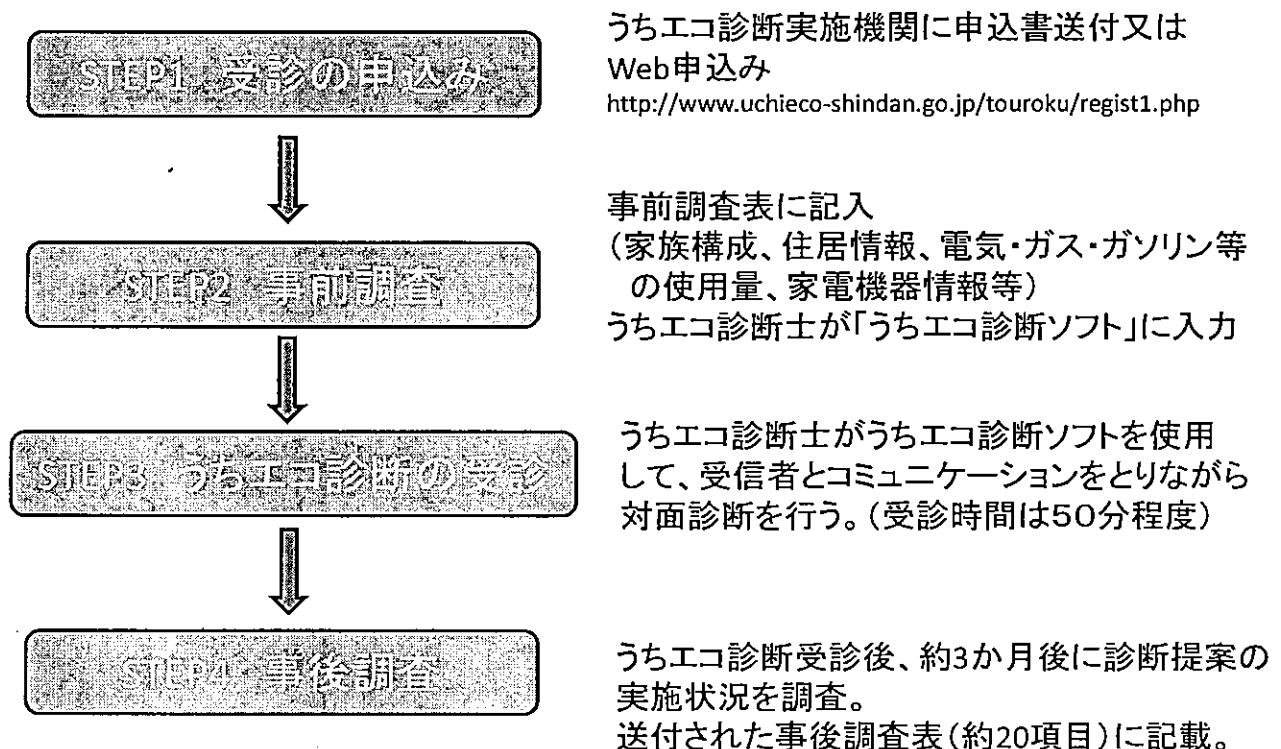 STEP1 受診の申込み
うちエコ診断実施機関に申込書送付又は
Web申込み
http://www.uchieco-shindan.go.jp/touroku/regist1.php
STEP2 事前調査
事前調査表に記入
(家族構成、住居情報、電気・ガス・ガソリン等
の使用量、家電機器情報等)
うちエコ診断士が「うちエコ診断ソフト」に入力
STEP3 うちエコ診断の受診
うちエコ診断士がうちエコ診断ソフトを使用
して、受信者とコミュニケーションをとりながら
対面診断を行う。(受診時間は50分程度)
STEP4 事後調査
うちエコ診断受診後、約3か月後に診断提案の
実施状況を調査。
送付された事後調査表(約20項目)に記載。